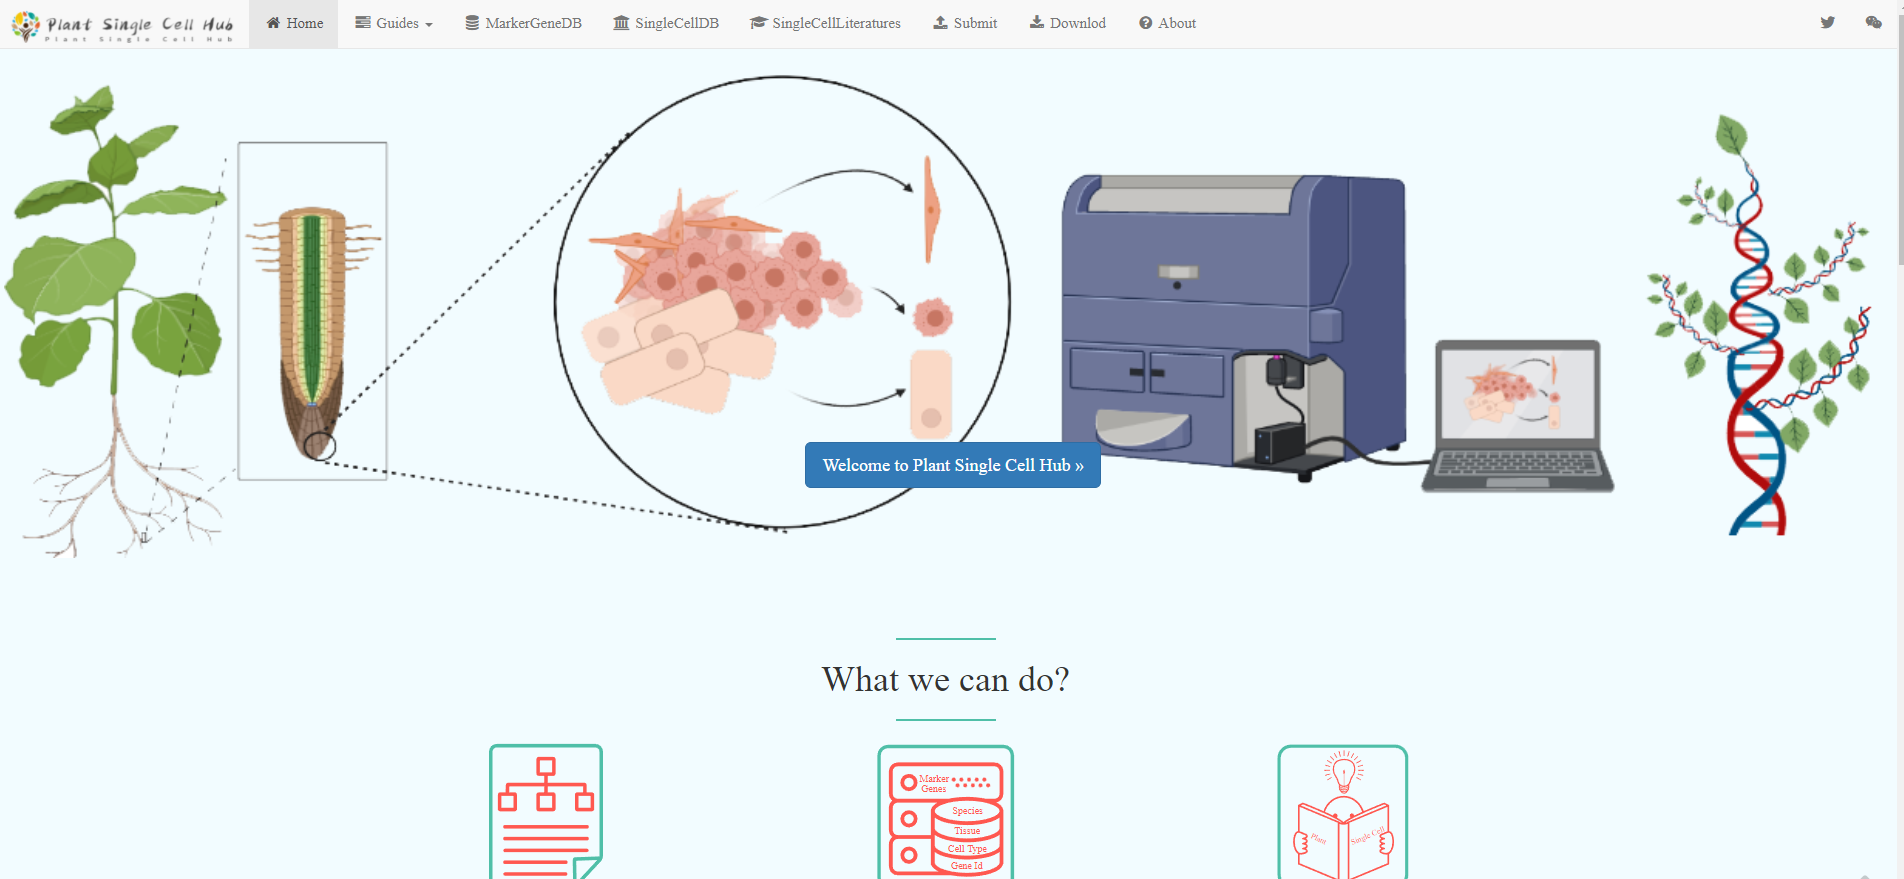 Plant Single Cell Hub
Plant Single Cell Hub
Home
Guides
MarkerGeneDB
SingleCellDB
SingleCellLiteratures
Submit
Downlod
About
Welcome to Plant Single Cell Hub »
What we can do?
Marker
Genes
Species
Tissue
Cell Type
Gene Id
Plant
Single Cell